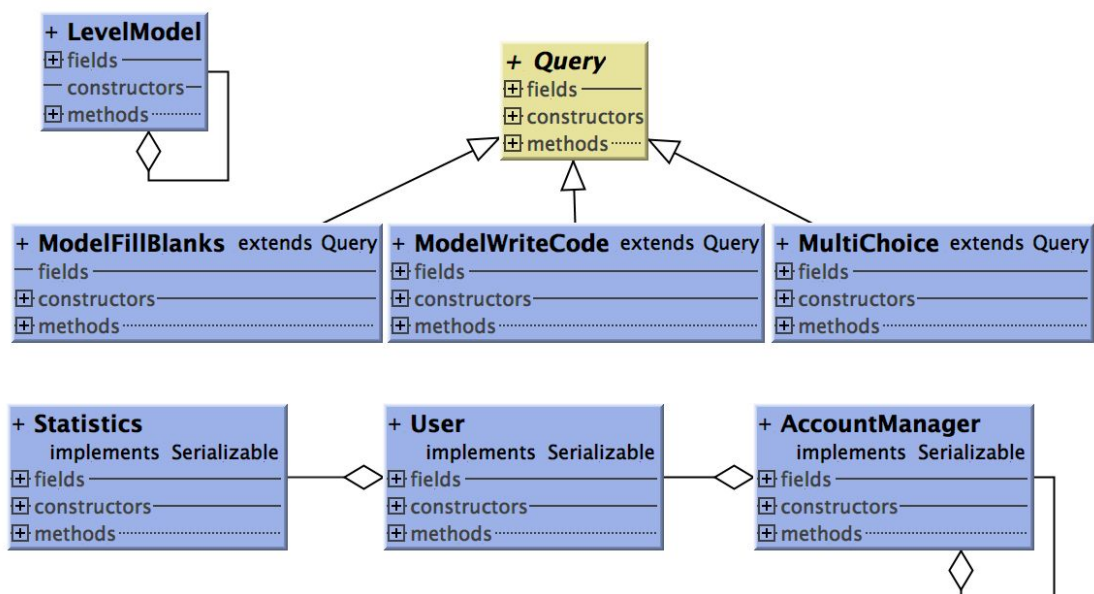 + LevelModel
fields
constructors
methods
+ Query
fields
constructors
methods
+ ModelFillBlanks extends Query
fields
constructors
methods
+ ModelWriteCode extends Query
fields
constructors
methods
+ MultiChoice extends Query
fields
constructors
methods
+ Statistics
implements Serializable
fields
constructors
methods
+ User
implements Serializable
fields
constructors
methods
+ AccountManager
implements Serializable
fields
constructors
methods